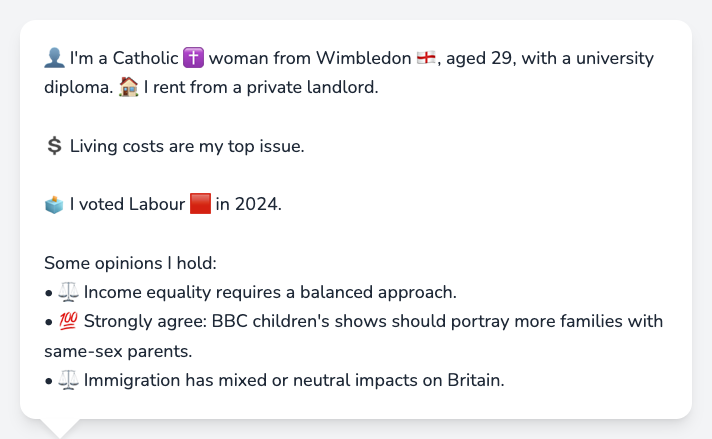 👤 I'm a Catholic ✝️ woman from Wimbledon 🏴󠁧󠁢󠁥󠁮󠁧󠁿, aged 29, with a university
diploma. 🏠 I rent from a private landlord.
💲 Living costs are my top issue.
🗳️ I voted Labour 🟥 in 2024.
Some opinions I hold:
• ⚖️ Income equality requires a balanced approach.
• 💯 Strongly agree: BBC children's shows should portray more families with
same-sex parents.
• ⚖️ Immigration has mixed or neutral impacts on Britain.